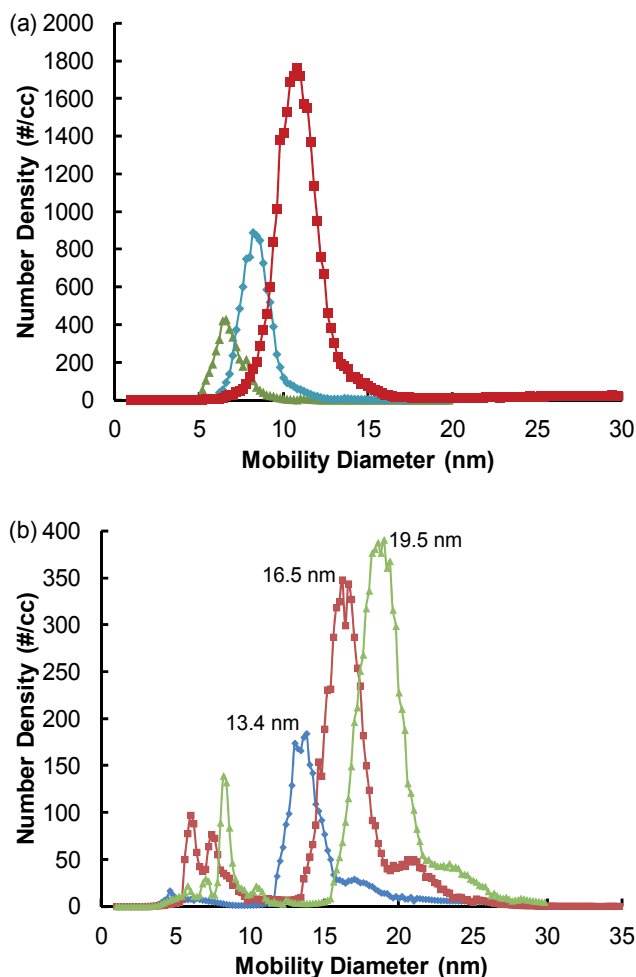 (a)
2000
1800
1600
1400
1200
1000
800
600
400
200
0
Number Density (#/cc)
0 5 10 15 20 25 30
Mobility Diameter (nm)
(b)
400
350
300
250
200
150
100
50
0
Number Density (#/cc)
19.5 nm
16.5 nm
13.4 nm
0 5 10 15 20 25 30 35
Mobility Diameter (nm)